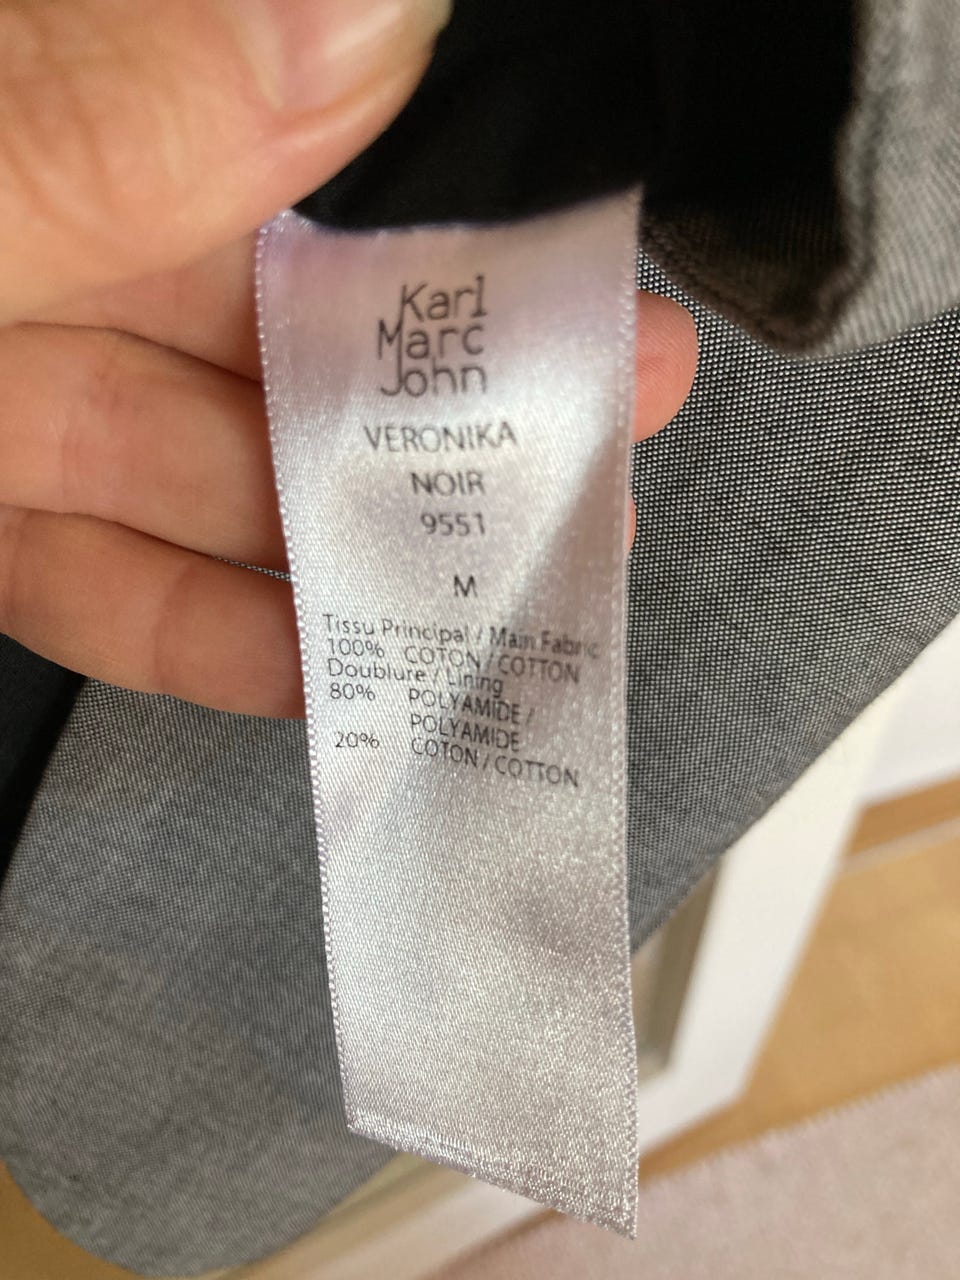 Karl
Marc
John
VERONIKA
NOIR
9551
M
Tissu Principal / Main Fabric
100% COTON / COTTON
Doublure / Lining
80% POLYAMIDE /
POLYAMIDE
20% COTON / COTTON